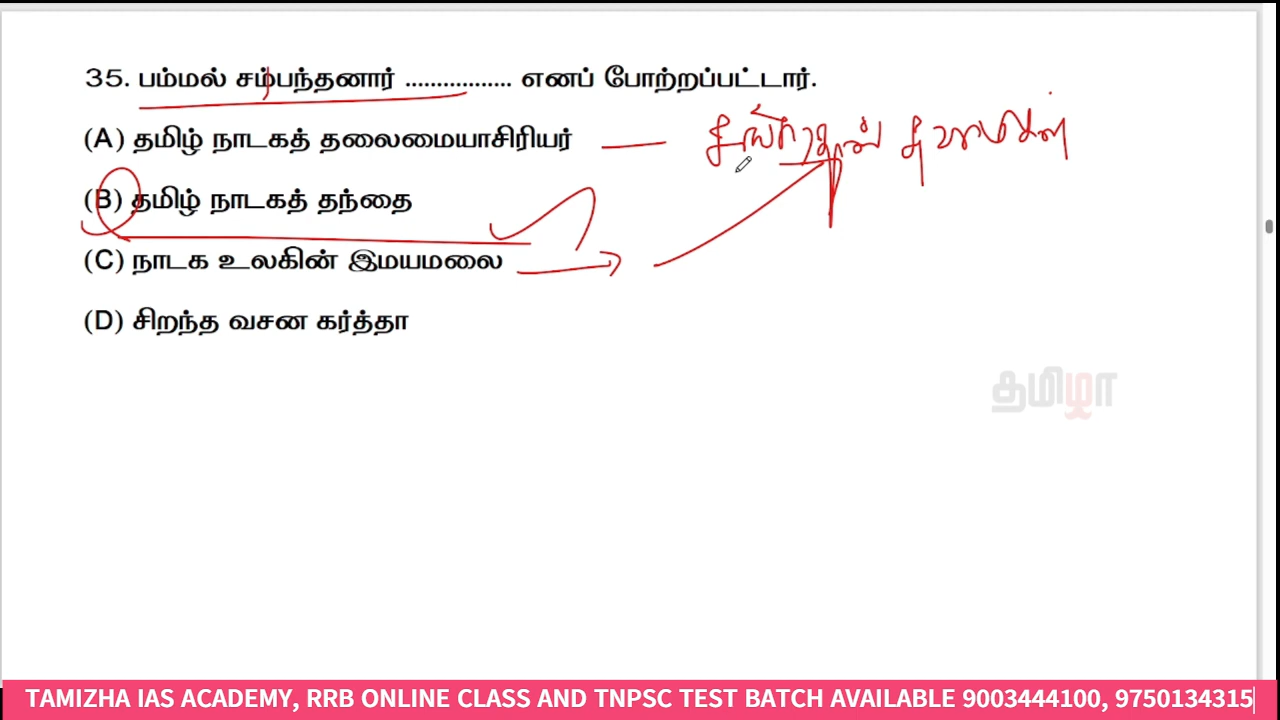 35. பம்மல் சம்பந்தனார் ................. எனப் போற்றப்பட்டார்.
(A) தமிழ் நாடகத் தலைமையாசிரியர்
(B) தமிழ் நாடகத் தந்தை
(C) நாடக உலகின் இமயமலை
(D) சிறந்த வசன கர்த்தா
தமிழா
TAMIZHA IAS ACADEMY, RRB ONLINE CLASS AND TNPSC TEST BATCH AVAILABLE 9003444100, 9750134315